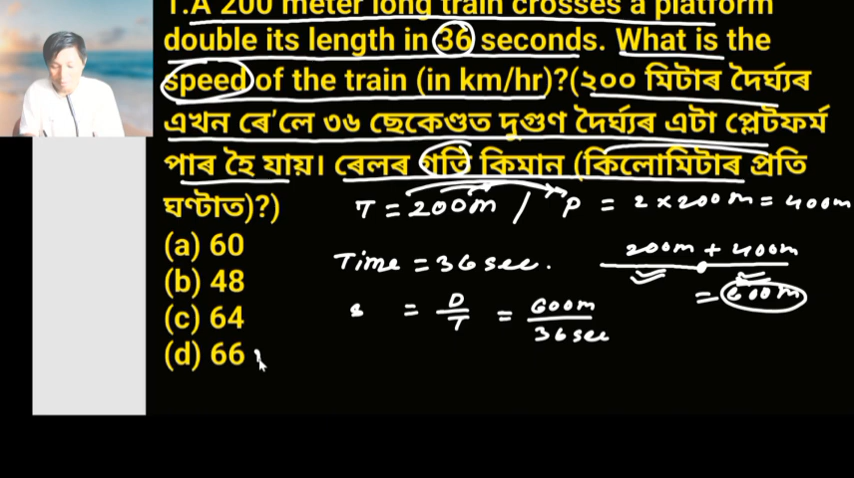 1.A 200 meter long train crosses a platform
double its length in 36 seconds. What is the
speed of the train (in km/hr)?(২০০ মিটাৰ দৈৰ্ঘ্যৰ
এখন ৰে'লে ৩৬ ছেকেণ্ডত দুগুণ দৈৰ্ঘ্যৰ এটা প্লেটফৰ্ম
পাৰ হৈ যায়। ৰেলৰ গতি কিমান (কিলোমিটাৰ প্ৰতি
ঘণ্টাত)?)
T = 200m / P = 2 x 200m = 400m
(a) 60
(b) 48
(c) 64
(d) 66
Time = 36 sec.
200m + 400m
= 600m
s = D/T = 600m/36 sec